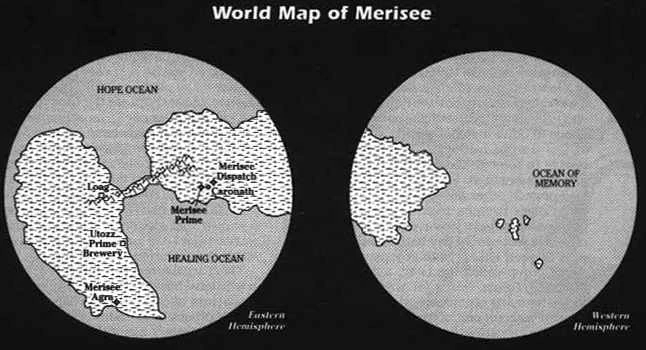 World Map of Merisee
HOPE OCEAN
Merisee
Dispatch
Caronath
Long
Merisee
Prime
Utozz
Prime
Brewery
HEALING OCEAN
Merisee
Agra
Eastern
Hemisphere
OCEAN OF
MEMORY
Western
Hemisphere